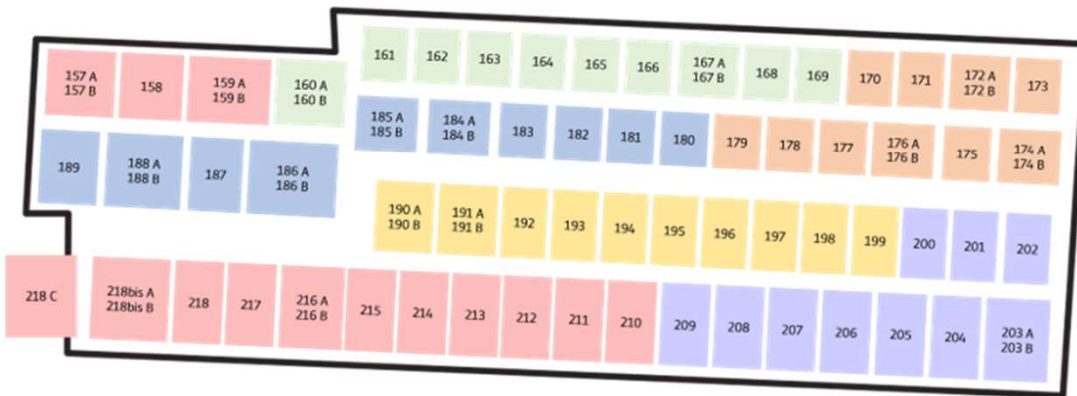 157 A
157 B
158
159 A
159 B
160 A
160 B
161
162
163
164
165
166
167 A
167 B
168
169
170
171
172 A
172 B
173
189
188 A
188 B
187
186 A
186 B
185 A
185 B
184 A
184 B
183
182
181
180
179
178
177
176 A
176 B
175
174 A
174 B
190 A
190 B
191 A
191 B
192
193
194
195
196
197
198
199
200
201
202
218 C
218bis A
218bis B
218
217
216 A
216 B
215
214
213
212
211
210
209
208
207
206
205
204
203 A
203 B